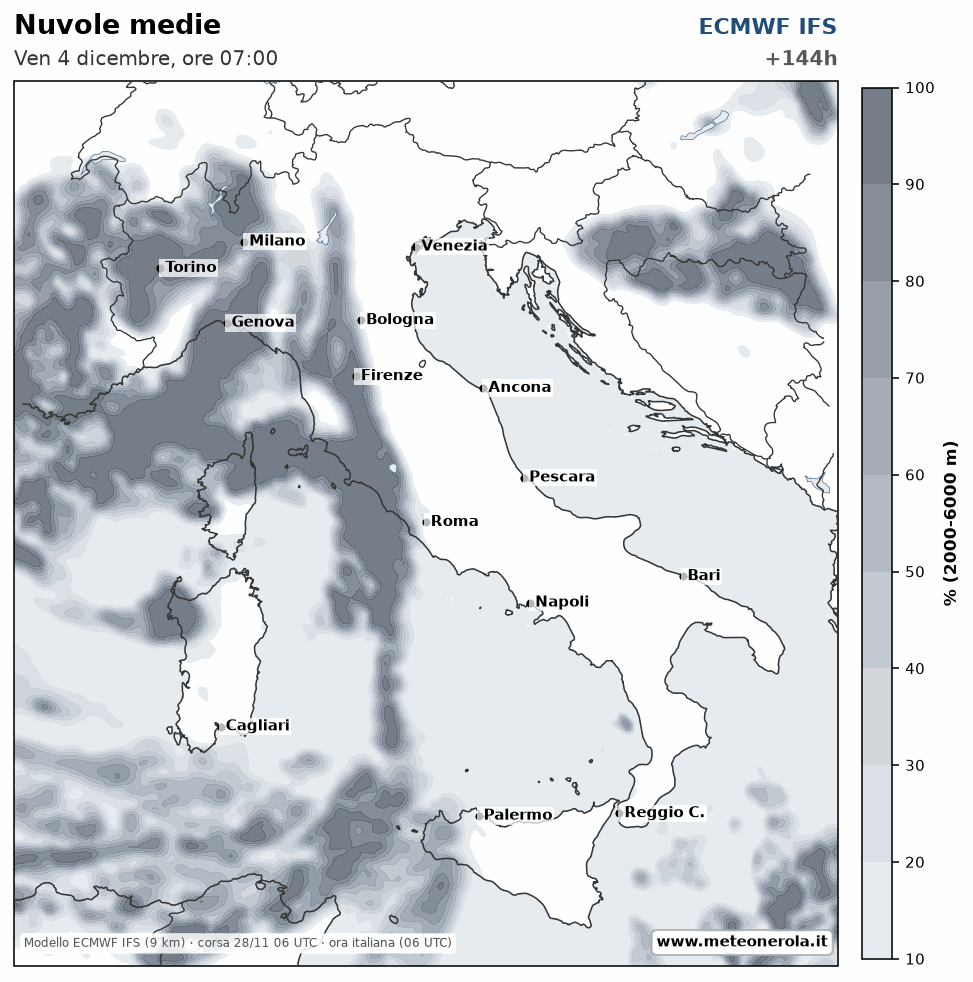 Nuvole medie
ECMWF IFS
Ven 4 dicembre, ore 07:00
+144h
100
90
80
70
60
50
40
30
20
10
% (2000-6000 m)
Milano
Venezia
Torino
Genova
Bologna
Firenze
Ancona
Pescara
Roma
Bari
Napoli
Cagliari
Palermo
Reggio C.
Modello ECMWF IFS (9 km) · corsa 28/11 06 UTC · ora italiana (06 UTC)
www.meteonerola.it